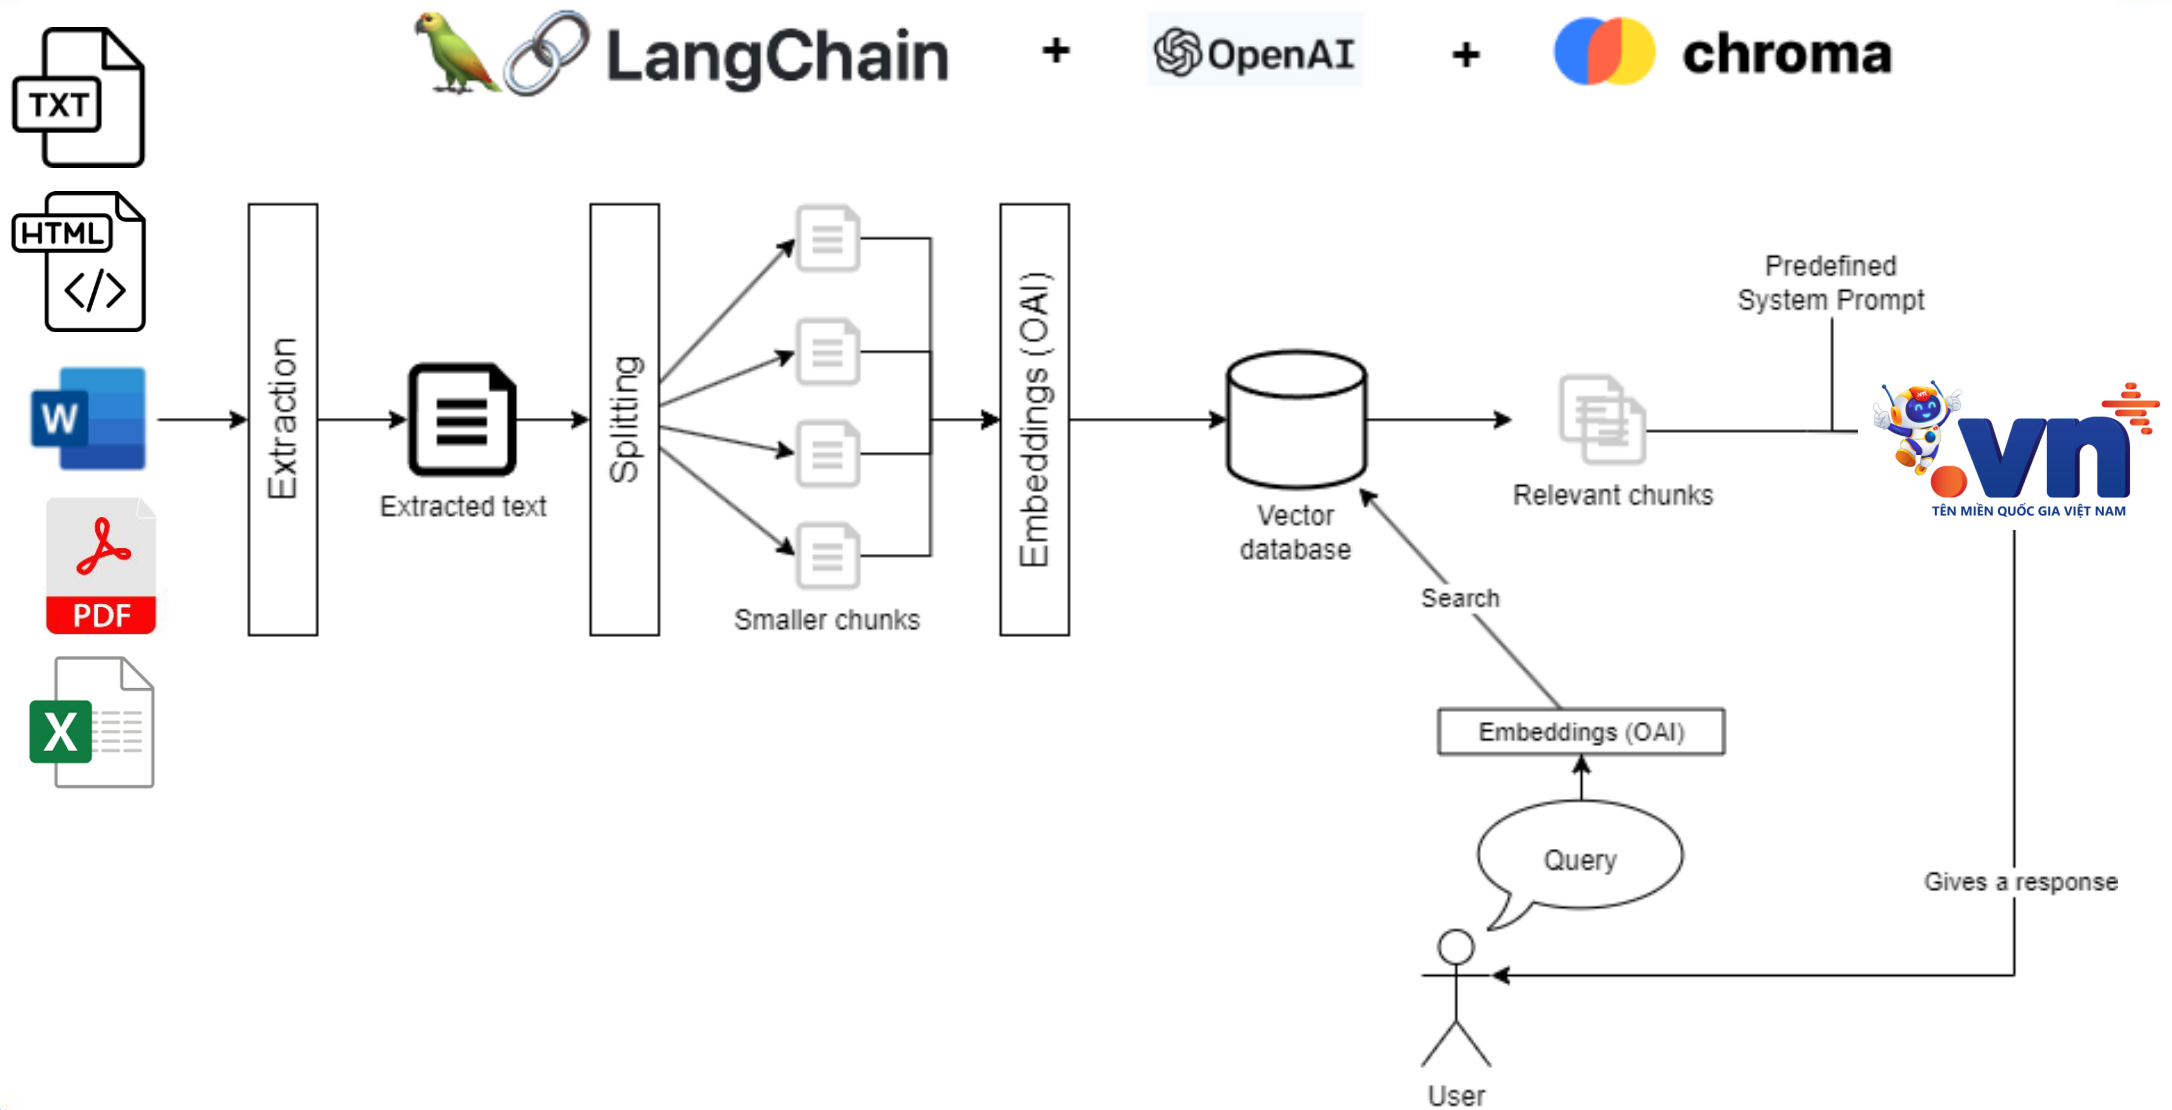 LangChain
+
OpenAI
+
chroma
TXT
HTML
</>
W
PDF
X
Extraction
Extracted text
Splitting
Smaller chunks
Embeddings (OAI)
Vector
database
Search
Relevant chunks
Predefined
System Prompt
.vn
TÊN MIỀN QUỐC GIA VIỆT NAM
Embeddings (OAI)
Query
Gives a response
User